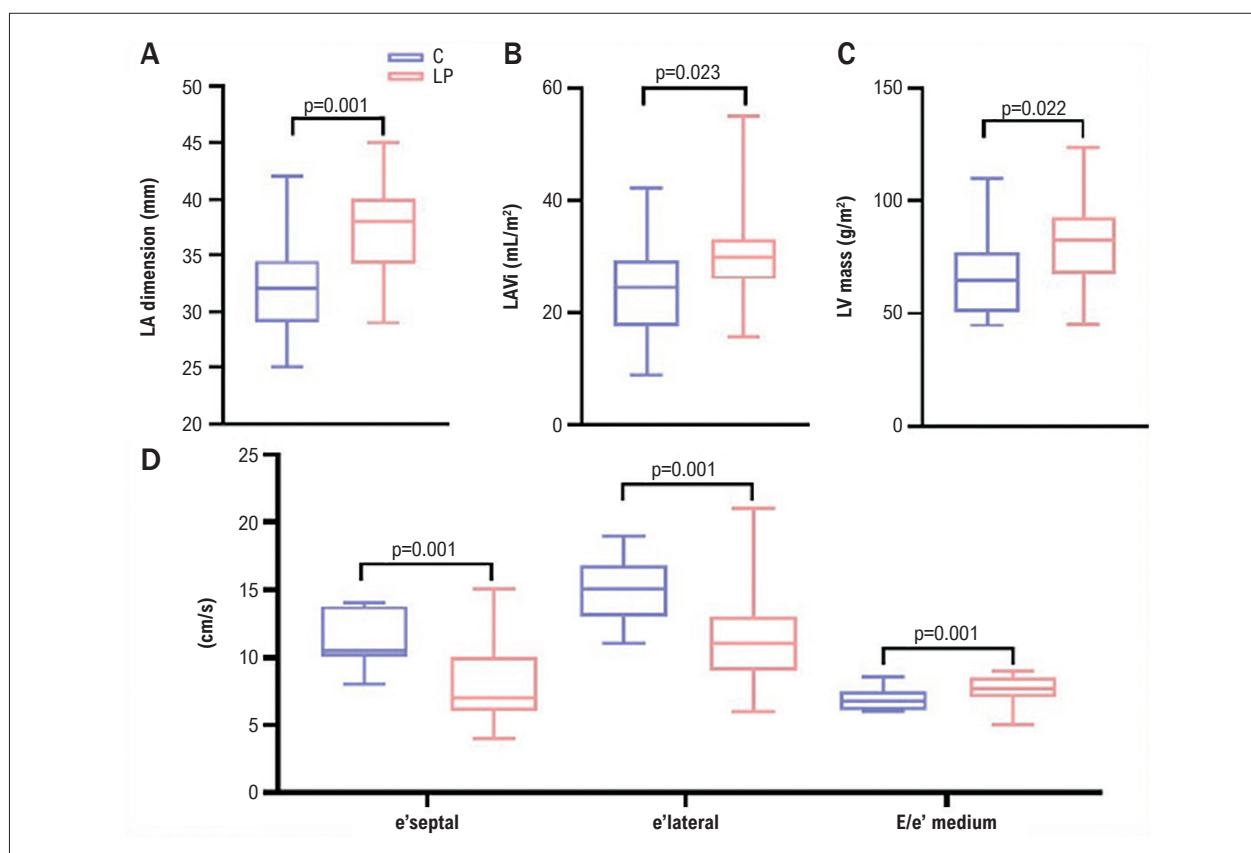 A
C
LP
p=0.001
LA dimension (mm)
50
45
40
35
30
25
20
B
p=0.023
LAVi (mL/m²)
60
40
20
0
C
p=0.022
LV mass (g/m²)
150
100
50
0
D
p=0.001
p=0.001
p=0.001
(cm/s)
25
20
15
10
5
0
e'septal
e'lateral
E/e' medium